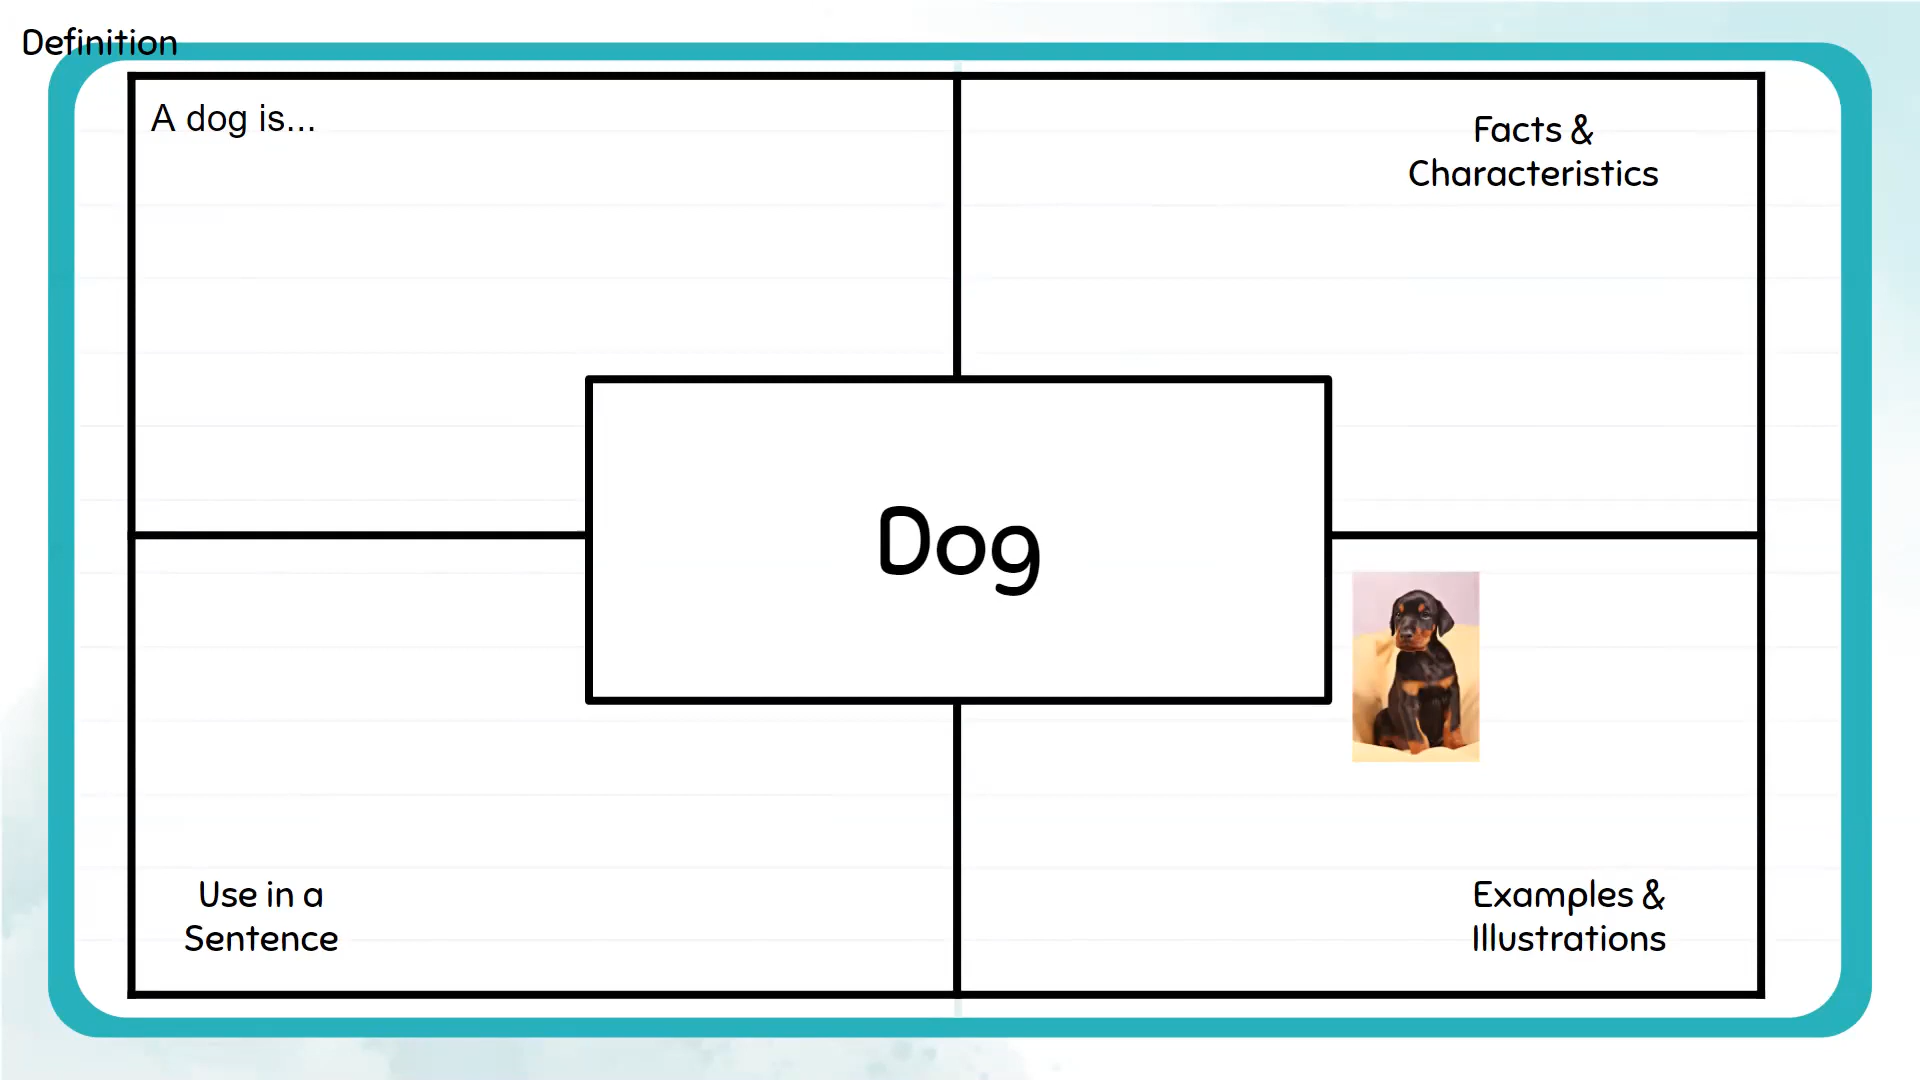 Definition
A dog is...
Facts &
Characteristics
Dog
Use in a
Sentence
Examples &
Illustrations